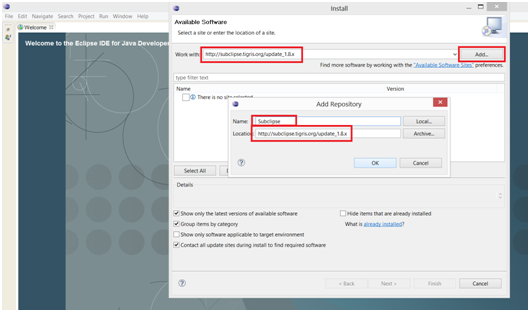 File Edit Navigate Search Project Run Window Help
Welcome
Welcome to the Eclipse IDE for Java Develope
Install
Available Software
Select a site or enter the location of a site.
Work with: http://subclipse.tigris.org/update_1.8.x
Add...
Find more software by working with the "Available Software Sites" preferences.
type filter text
Name Version
There is no site selected
Add Repository
Name: Subclipse
Local...
Location: http://subclipse.tigris.org/update_1.8.x
Archive...
OK Cancel
Select All
Details
Show only the latest versions of available software
Hide items that are already installed
Group items by category
What is already installed?
Show only software applicable to target environment
Contact all update sites during install to find required software
< Back Next > Finish Cancel